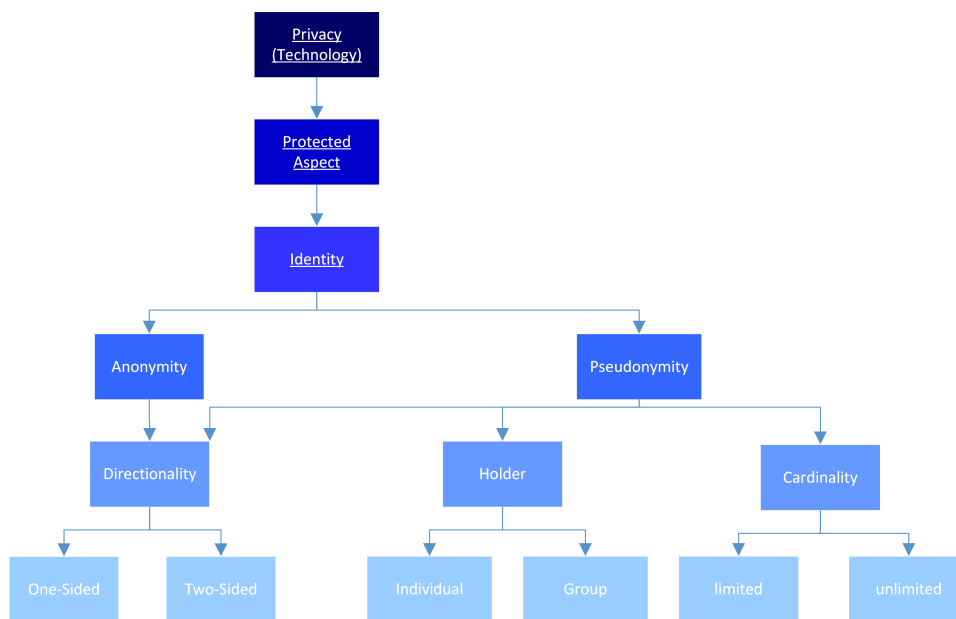 Privacy
(Technology)
Protected
Aspect
Identity
Anonymity
Pseudonymity
Directionality
Holder
Cardinality
One-Sided
Two-Sided
Individual
Group
limited
unlimited